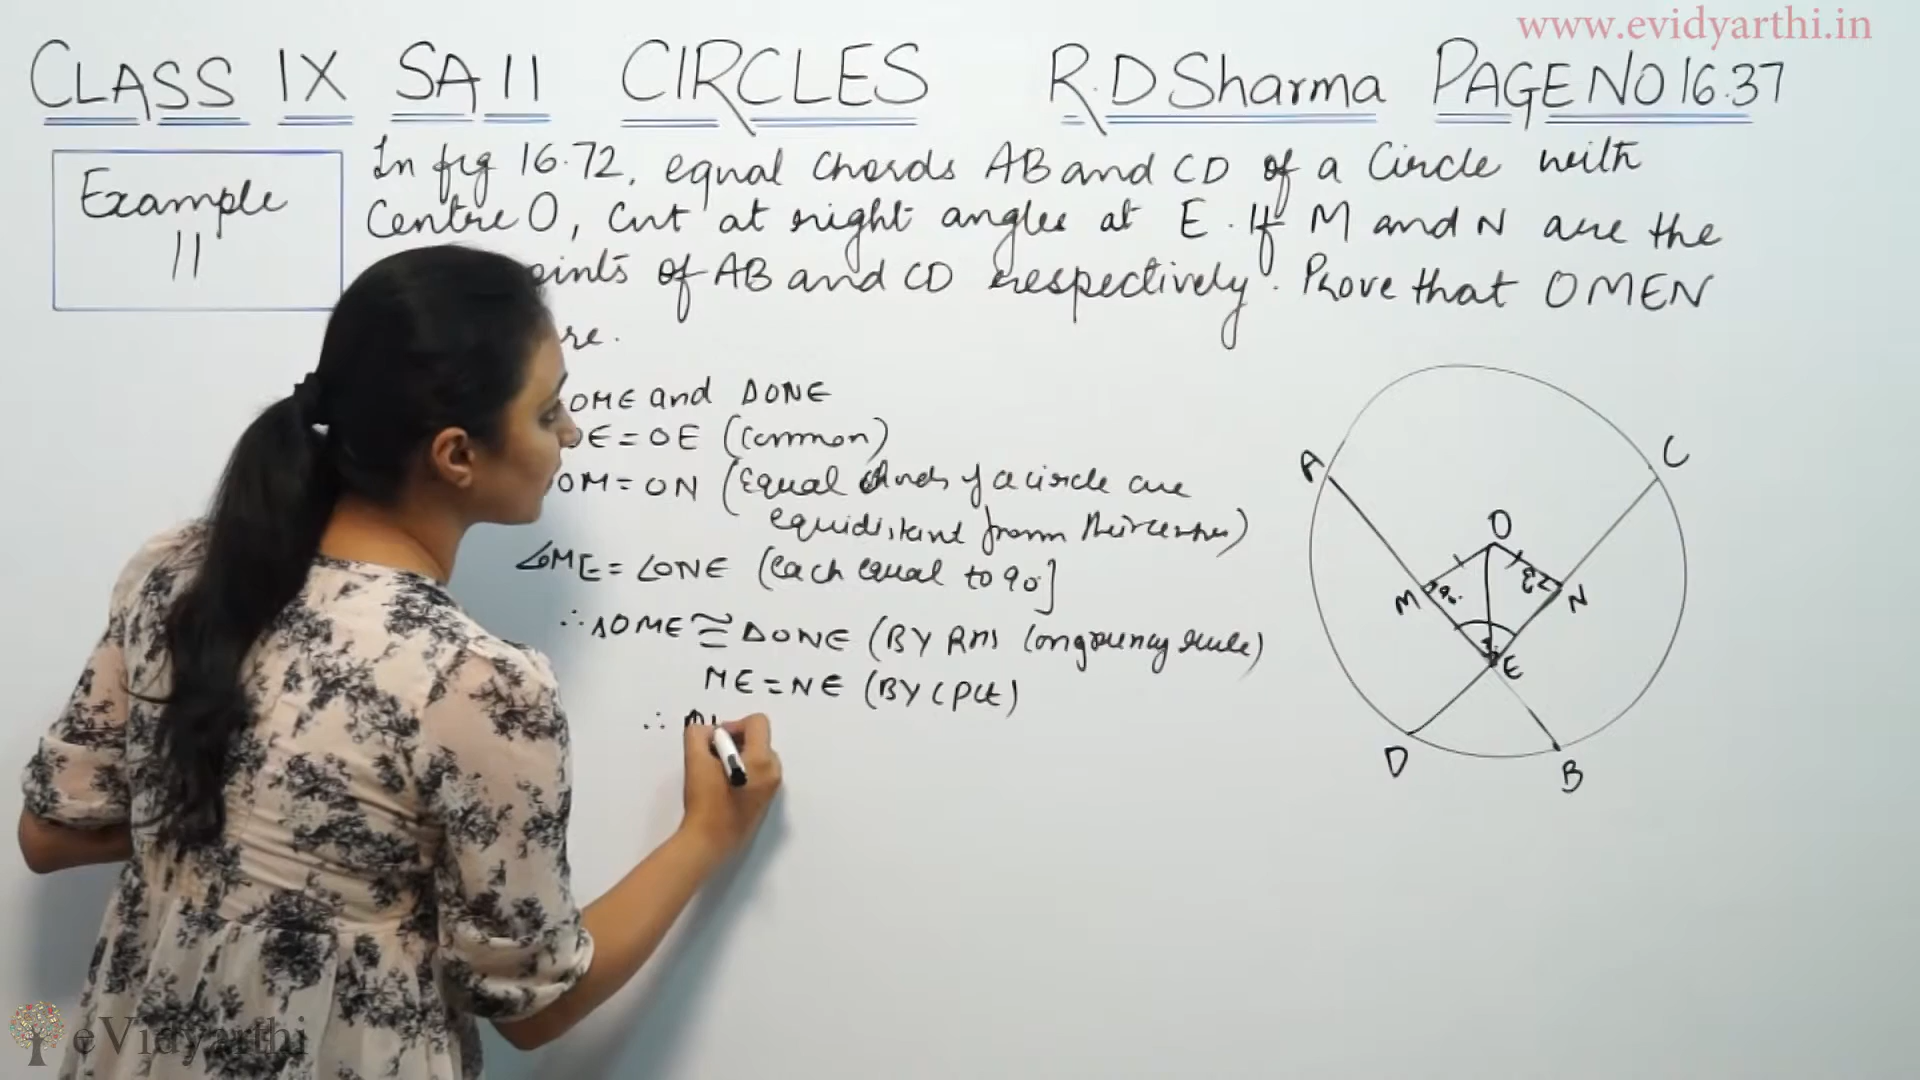 www.evidyarthi.in
CLASS IX SA II CIRCLES R.D Sharma PAGE NO 16.37
Example
11
In fig 16.72, equal Chords AB and CD of a Circle with
Centre O, Cut at right angles at E. If M and N are the
oints of AB and CD respectively. Prove that OMEN
re.
OME and ΔONE
OE = OE (Common)
OM = ON (Equal Chords of a circle are
equidistant from their centres)
∠OME = ∠ONE (each equal to 90°]
∴ ΔOME ≅ ΔONE (BY RHS Congruency rule)
ME = NE (BY CPCT)
∴
A
C
O
M
90°
N
E
D
B
eVidyarthi